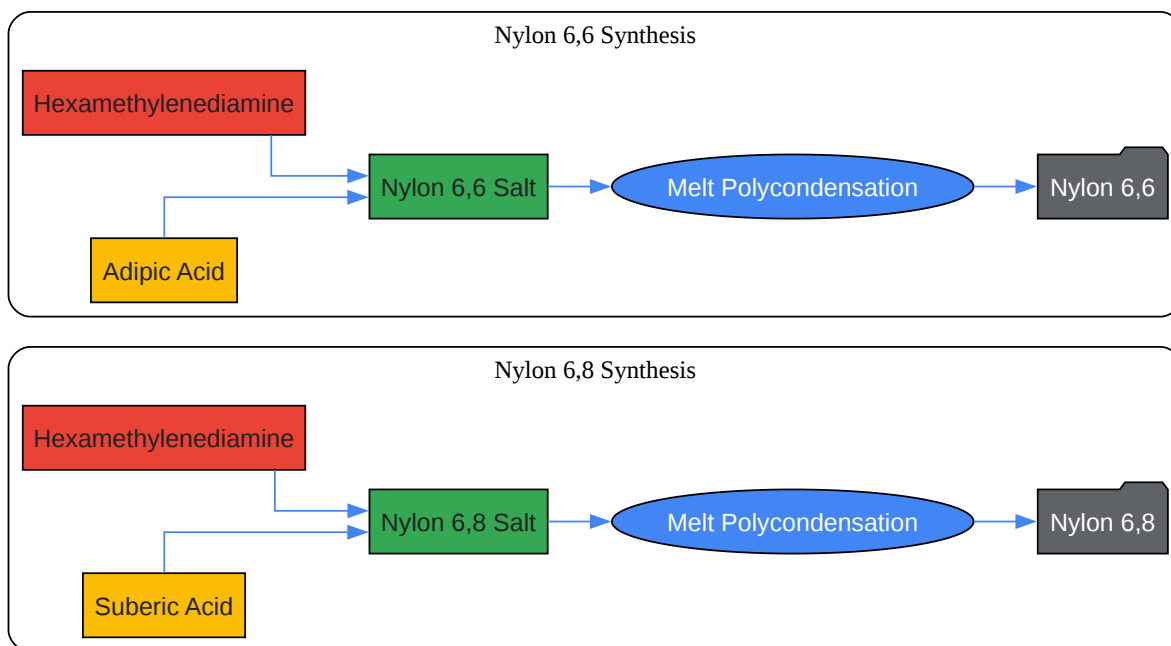 Nylon 6,6 Synthesis
Hexamethylenediamine
Nylon 6,6 Salt
Melt Polycondensation
Nylon 6,6
Adipic Acid
Nylon 6,8 Synthesis
Hexamethylenediamine
Nylon 6,8 Salt
Melt Polycondensation
Nylon 6,8
Suberic Acid